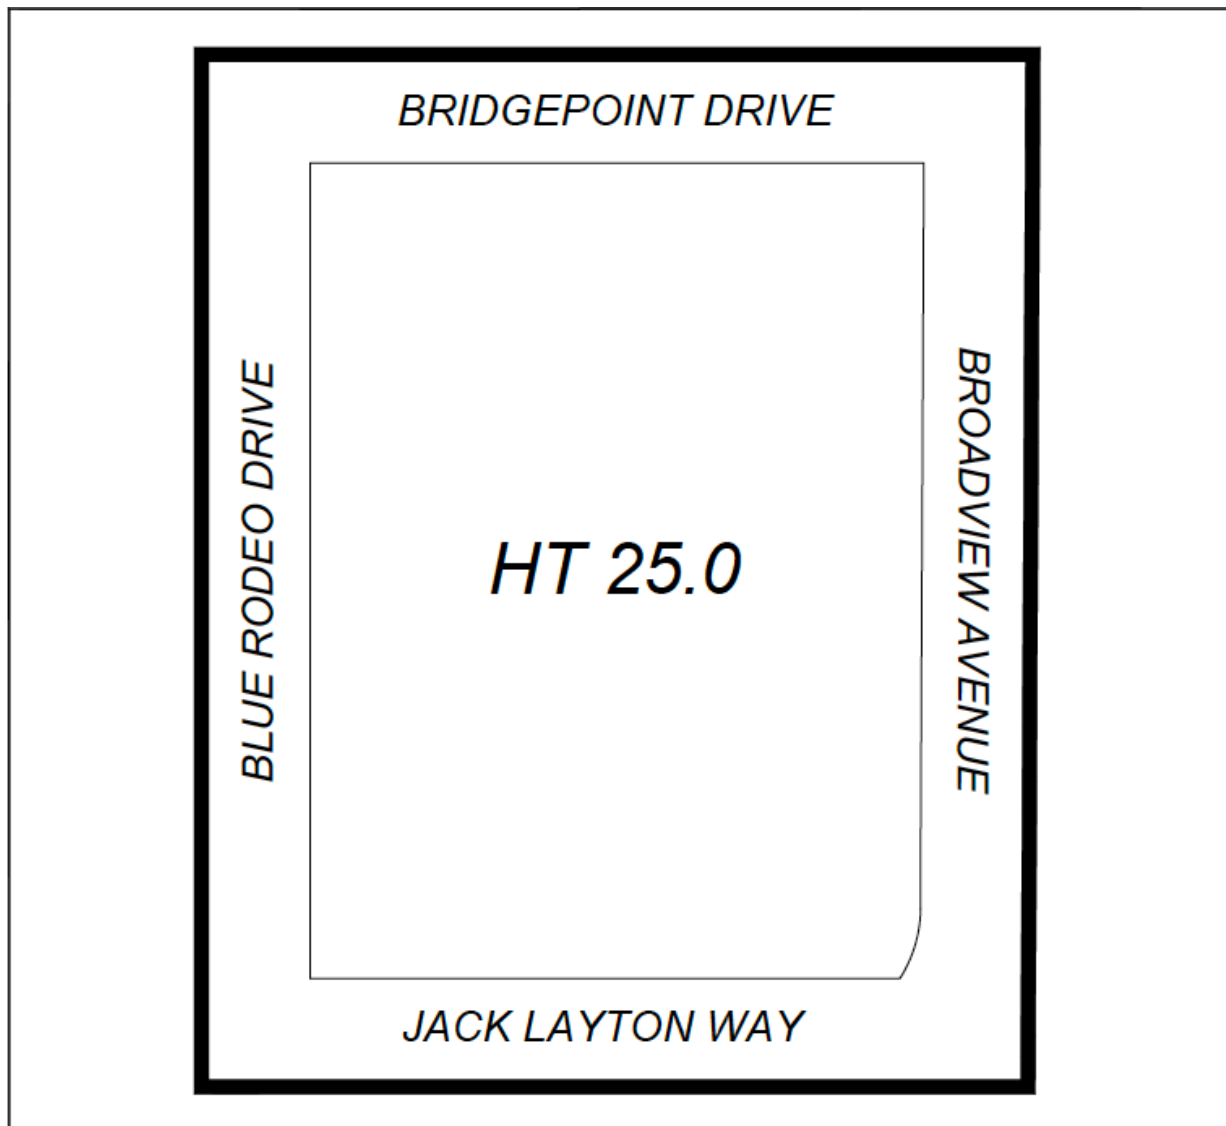 BRIDGEPOINT DRIVE
BLUE RODEO DRIVE
HT 25.0
BROADVIEW AVENUE
JACK LAYTON WAY